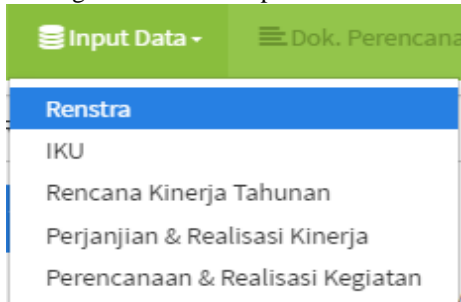 Input Data
Dok. Perencana
Renstra
IKU
Rencana Kinerja Tahunan
Perjanjian & Realisasi Kinerja
Perencanaan & Realisasi Kegiatan